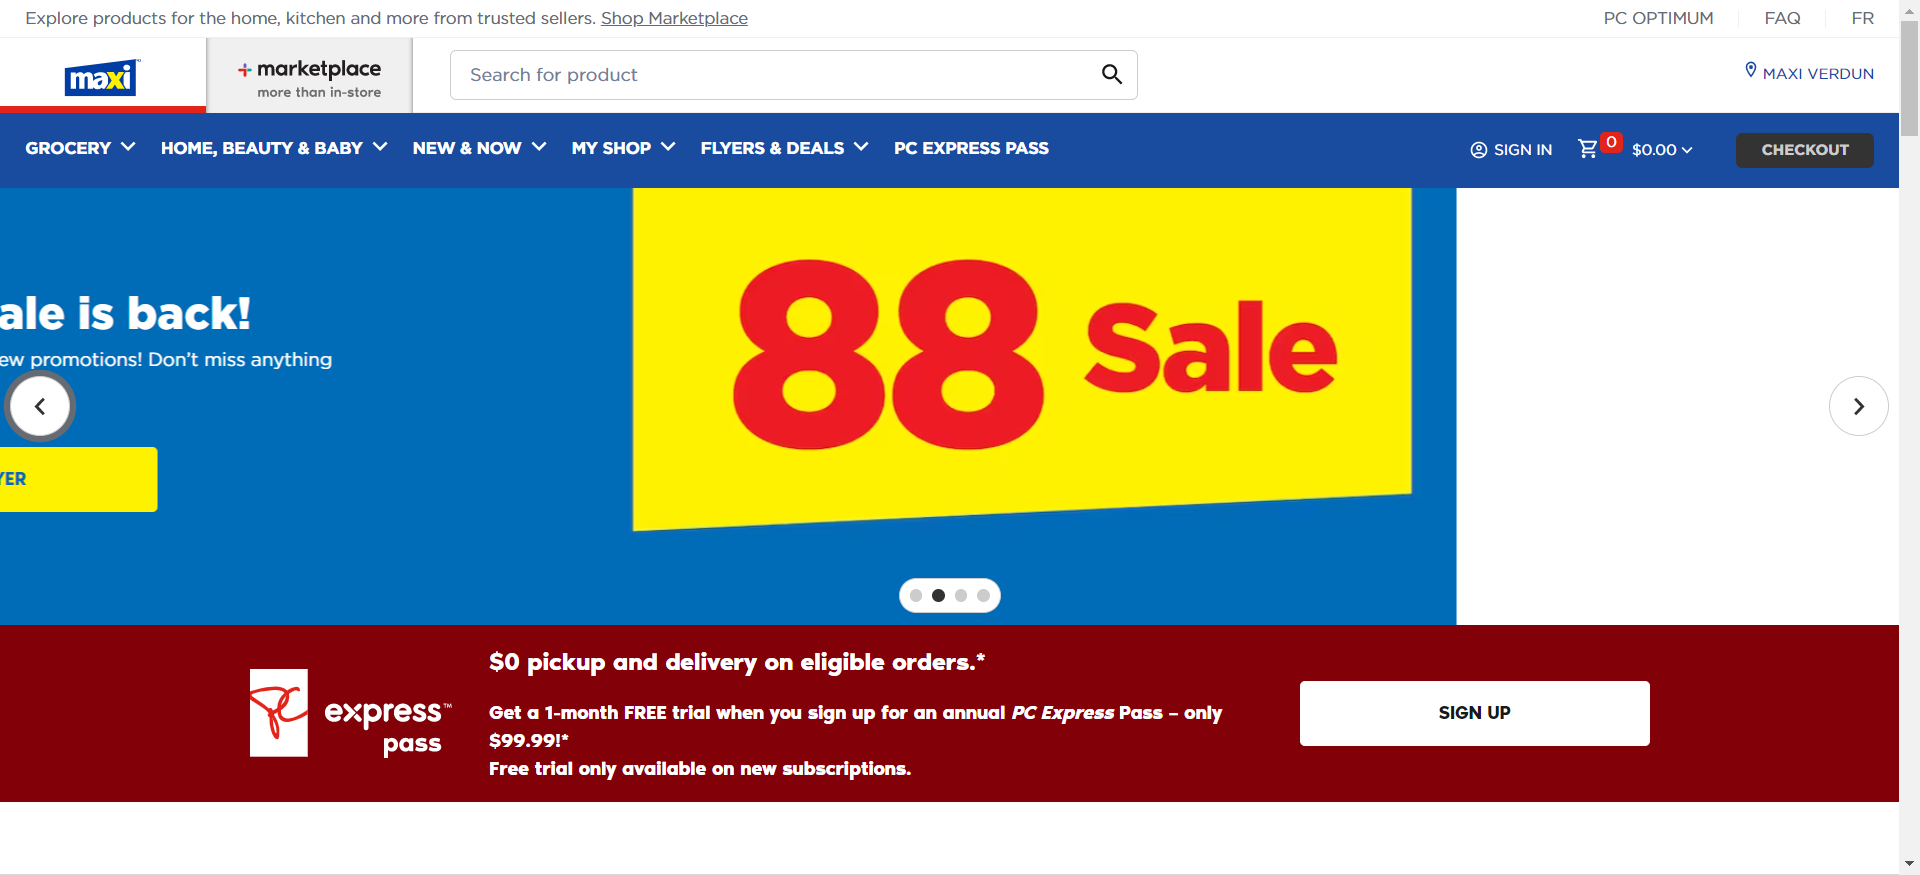 Explore products for the home, kitchen and more from trusted sellers. Shop Marketplace
PC OPTIMUM
FAQ
FR
maxi
marketplace
more than in-store
Search for product
MAXI VERDUN
GROCERY
HOME, BEAUTY & BABY
NEW & NOW
MY SHOP
FLYERS & DEALS
PC EXPRESS PASS
SIGN IN
0
$0.00
CHECKOUT
ale is back!
ew promotions! Don't miss anything
YER
88 Sale
PC
express™
pass
$0 pickup and delivery on eligible orders.*
Get a 1-month FREE trial when you sign up for an annual PC Express Pass – only
$99.99!*
Free trial only available on new subscriptions.
SIGN UP